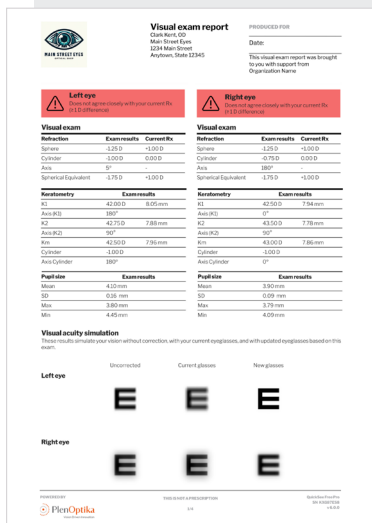 MAIN STREET EYES
Visual exam report
Clark Kent, OD
Main Street Eyes
1234 Main Street
Anytown, State 12345
PRODUCED FOR
Date:
This visual exam report was brought
to you with support from
Organization Name
Left eye
Does not agree closely with your current Rx
(≥1 D difference)
Right eye
Does not agree closely with your current Rx
(≥1 D difference)
Visual exam
Refraction Exam results Current Rx
Sphere -1.25 D +1.00 D
Cylinder -1.00 D 0.00 D
Axis 5° -
Spherical Equivalent -1.75 D +1.00 D
Keratometry Exam results
K1 42.00 D 8.05 mm
Axis (K1) 180°
K2 42.75 D 7.88 mm
Axis (K2) 90°
Km 42.50 D 7.96 mm
Cylinder -1.00 D
Axis Cylinder 180°
Pupil size Exam results
Mean 4.10 mm
SD 0.16 mm
Max 3.80 mm
Min 4.45 mm
Visual exam
Refraction Exam results Current Rx
Sphere -1.25 D +1.00 D
Cylinder -0.75 D 0.00 D
Axis 180° -
Spherical Equivalent -1.75 D +1.00 D
Keratometry Exam results
K1 42.50 D 7.94 mm
Axis (K1) 0°
K2 43.50 D 7.78 mm
Axis (K2) 90°
Km 43.00 D 7.86 mm
Cylinder -1.00 D
Axis Cylinder 0°
Pupil size Exam results
Mean 3.90 mm
SD 0.09 mm
Max 3.79 mm
Min 4.09 mm
Visual acuity simulation
These results simulate your vision without correction, with your current eyeglasses, and with updated eyeglasses based on this
exam.
Uncorrected Current glasses New glasses
Left eye
E E E
Right eye
E E E
POWERED BY
PlenOptika
THIS IS NOT A PRESCRIPTION